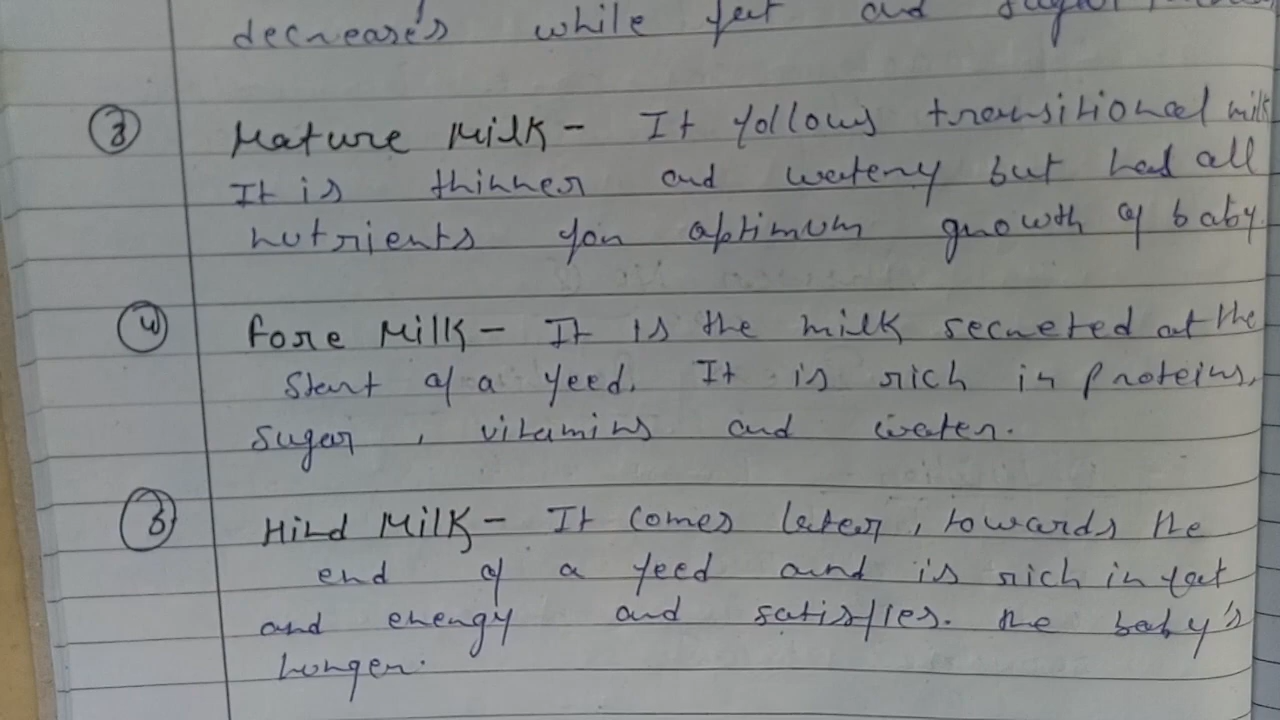 decreases while fat and sugar
③ Mature Milk - It follows transitional milk
It is thinner and watery but had all
nutrients for optimum growth of baby.
④ Fore Milk - It is the milk secreted at the
Start of a feed. It is rich in Proteins,
sugar, vitamins and water.
⑤ Hind Milk - It comes later, towards the
end of a feed and is rich in fat
and energy and satisfies. the baby's
hunger.